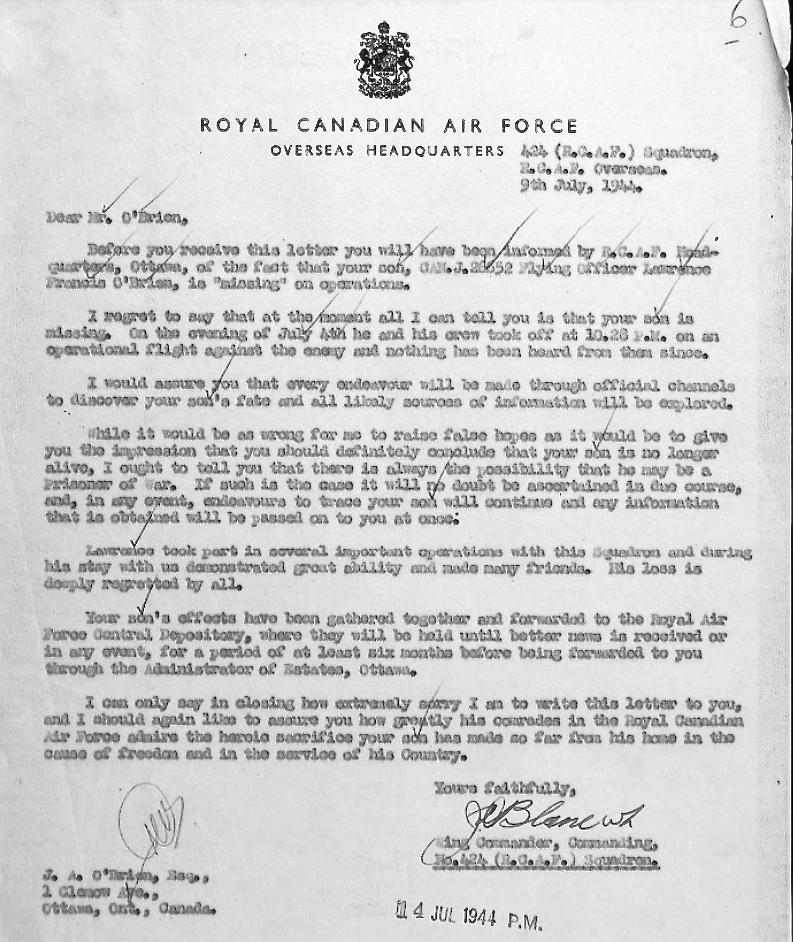 6
ROYAL CANADIAN AIR FORCE
OVERSEAS HEADQUARTERS
424 (R.C.A.F.) Squadron,
R.C.A.F. Overseas.
9th July, 1944.
Dear Mr. O'Brien,
Before you receive this letter you will have been informed by R.C.A.F. Head-
quarters, Ottawa, of the fact that your son, CAN.J. Flying Officer Lawrence
Francis O'Brien, is "missing" on operations.
I regret to say that at the moment all I can tell you is that your son is
missing. On the evening of July 4th he and his crew took off at 10.28 P.M. on an
operational flight against the enemy and nothing has been heard from them since.
I would assure you that every endeavour will be made through official channels
to discover your son's fate and all likely sources of information will be explored.
While it would be as wrong for me to raise false hopes as it would be to give
you the impression that you should definitely conclude that your son is no longer
alive, I ought to tell you that there is always the possibility that he may be a
Prisoner of War. If such is the case it will no doubt be ascertained in due course,
and, in any event, endeavours to trace your son will continue and any information
that is obtained will be passed on to you at once.
Lawrence took part in several important operations with this Squadron and during
his stay with us demonstrated great ability and made many friends. His loss is
deeply regretted by all.
Your son's effects have been gathered together and forwarded to the Royal Air
Force Central Depository, where they will be held until better news is received or
in any event, for a period of at least six months before being forwarded to you
through the Administrator of Estates, Ottawa.
I can only say in closing how extremely sorry I am to write this letter to you,
and I should again like to assure you how greatly his comrades in the Royal Canadian
Air Force admire the heroic sacrifice your son has made so far from his home in the
cause of freedom and in the service of his Country.
Yours faithfully,
Wing Commander, Commanding,
No.424 (R.C.A.F.) Squadron.
J. A. O'Brien, Esq.,
1 Clemow Ave.,
Ottawa, Ont., Canada.
4 JUL 1944 P.M.